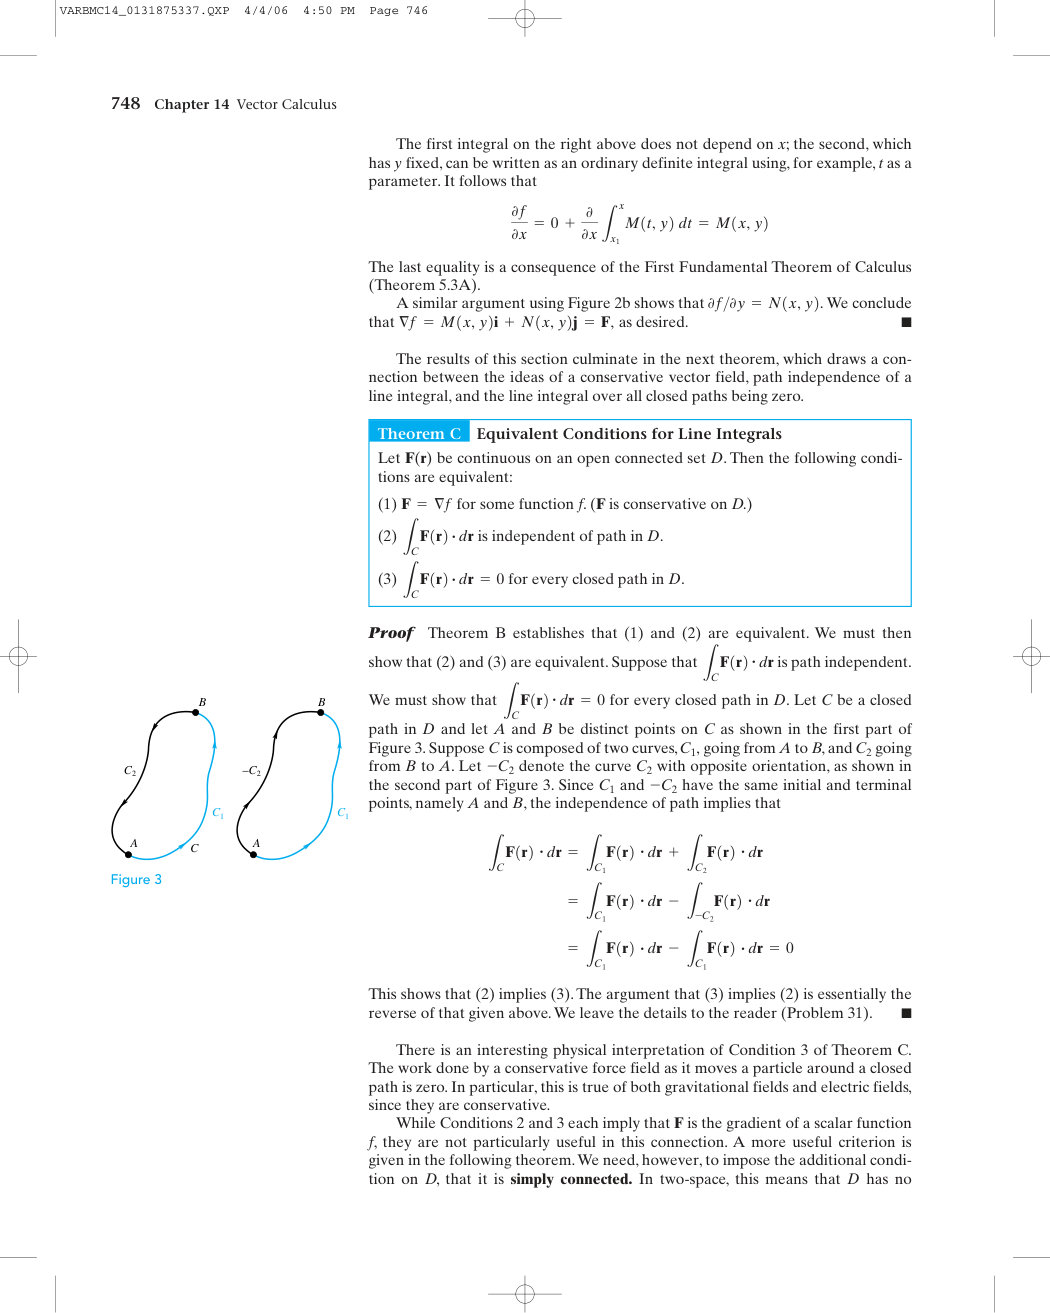 VARBMC14_0131875337.QXP 4/4/06 4:50 PM Page 746
748 Chapter 14 Vector Calculus
The first integral on the right above does not depend on x; the second, which
has y fixed, can be written as an ordinary definite integral using, for example, t as a
parameter. It follows that
∂f/∂x = 0 + ∂/∂x ∫_{x₁}^{x} M(t, y) dt = M(x, y)
The last equality is a consequence of the First Fundamental Theorem of Calculus
(Theorem 5.3A).
A similar argument using Figure 2b shows that ∂f/∂y = N(x, y). We conclude
that ∇f = M(x, y)i + N(x, y)j = F, as desired. ■
The results of this section culminate in the next theorem, which draws a con-
nection between the ideas of a conservative vector field, path independence of a
line integral, and the line integral over all closed paths being zero.
Theorem C Equivalent Conditions for Line Integrals
Let F(r) be continuous on an open connected set D. Then the following condi-
tions are equivalent:
(1) F = ∇f for some function f. (F is conservative on D.)
(2) ∫_C F(r) · dr is independent of path in D.
(3) ∫_C F(r) · dr = 0 for every closed path in D.
Proof Theorem B establishes that (1) and (2) are equivalent. We must then
show that (2) and (3) are equivalent. Suppose that ∫_C F(r) · dr is path independent.
We must show that ∫_C F(r) · dr = 0 for every closed path in D. Let C be a closed
path in D and let A and B be distinct points on C as shown in the first part of
Figure 3. Suppose C is composed of two curves, C₁, going from A to B, and C₂ going
from B to A. Let −C₂ denote the curve C₂ with opposite orientation, as shown in
the second part of Figure 3. Since C₁ and −C₂ have the same initial and terminal
points, namely A and B, the independence of path implies that
B
C₂
C₁
A
C
B
–C₂
C₁
A
Figure 3
∫_C F(r) · dr = ∫_{C₁} F(r) · dr + ∫_{C₂} F(r) · dr
= ∫_{C₁} F(r) · dr − ∫_{−C₂} F(r) · dr
= ∫_{C₁} F(r) · dr − ∫_{C₁} F(r) · dr = 0
This shows that (2) implies (3). The argument that (3) implies (2) is essentially the
reverse of that given above. We leave the details to the reader (Problem 31). ■
There is an interesting physical interpretation of Condition 3 of Theorem C.
The work done by a conservative force field as it moves a particle around a closed
path is zero. In particular, this is true of both gravitational fields and electric fields,
since they are conservative.
While Conditions 2 and 3 each imply that F is the gradient of a scalar function
f, they are not particularly useful in this connection. A more useful criterion is
given in the following theorem. We need, however, to impose the additional condi-
tion on D, that it is simply connected. In two-space, this means that D has no